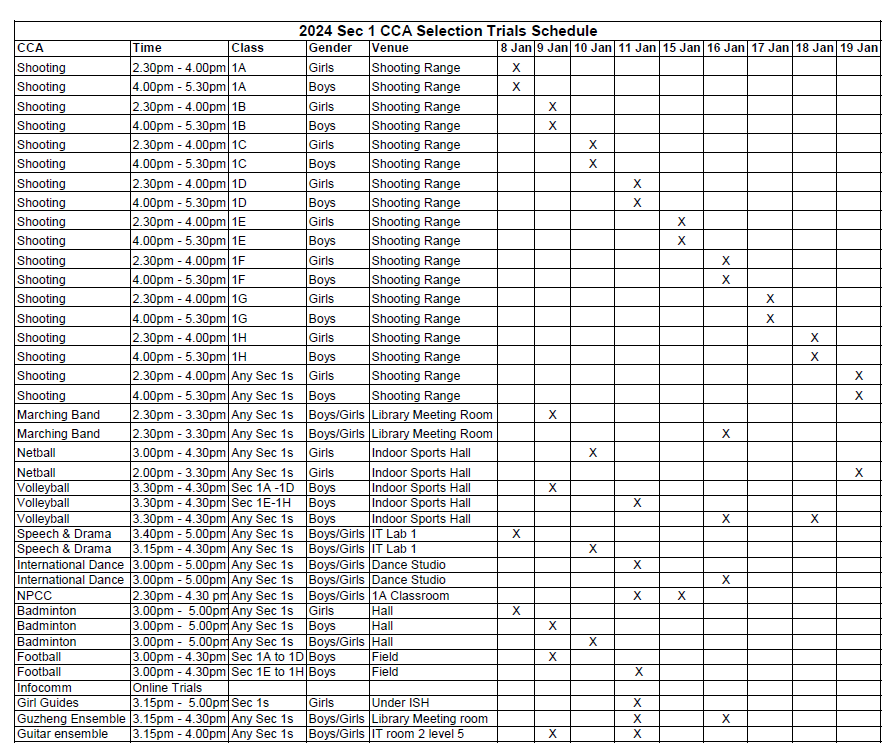 2024 Sec 1 CCA Selection Trials Schedule
CCA Time Class Gender Venue 8 Jan 9 Jan 10 Jan 11 Jan 15 Jan 16 Jan 17 Jan 18 Jan 19 Jan
Shooting 2.30pm - 4.00pm 1A Girls Shooting Range X
Shooting 4.00pm - 5.30pm 1A Boys Shooting Range X
Shooting 2.30pm - 4.00pm 1B Girls Shooting Range X
Shooting 4.00pm - 5.30pm 1B Boys Shooting Range X
Shooting 2.30pm - 4.00pm 1C Girls Shooting Range X
Shooting 4.00pm - 5.30pm 1C Boys Shooting Range X
Shooting 2.30pm - 4.00pm 1D Girls Shooting Range X
Shooting 4.00pm - 5.30pm 1D Boys Shooting Range X
Shooting 2.30pm - 4.00pm 1E Girls Shooting Range X
Shooting 4.00pm - 5.30pm 1E Boys Shooting Range X
Shooting 2.30pm - 4.00pm 1F Girls Shooting Range X
Shooting 4.00pm - 5.30pm 1F Boys Shooting Range X
Shooting 2.30pm - 4.00pm 1G Girls Shooting Range X
Shooting 4.00pm - 5.30pm 1G Boys Shooting Range X
Shooting 2.30pm - 4.00pm 1H Girls Shooting Range X
Shooting 4.00pm - 5.30pm 1H Boys Shooting Range X
Shooting 2.30pm - 4.00pm Any Sec 1s Girls Shooting Range X
Shooting 4.00pm - 5.30pm Any Sec 1s Boys Shooting Range X
Marching Band 2.30pm - 3.30pm Any Sec 1s Boys/Girls Library Meeting Room X
Marching Band 2.30pm - 3.30pm Any Sec 1s Boys/Girls Library Meeting Room X
Netball 3.00pm - 4.30pm Any Sec 1s Girls Indoor Sports Hall X
Netball 2.00pm - 3.30pm Any Sec 1s Girls Indoor Sports Hall X
Volleyball 3.30pm - 4.30pm Sec 1A -1D Boys Indoor Sports Hall X
Volleyball 3.30pm - 4.30pm Sec 1E-1H Boys Indoor Sports Hall X
Volleyball 3.30pm - 4.30pm Any Sec 1s Boys Indoor Sports Hall X X
Speech & Drama 3.40pm - 5.00pm Any Sec 1s Boys/Girls IT Lab 1 X
Speech & Drama 3.15pm - 4.30pm Any Sec 1s Boys/Girls IT Lab 1 X
International Dance 3.00pm - 5.00pm Any Sec 1s Boys/Girls Dance Studio X
International Dance 3.00pm - 5.00pm Any Sec 1s Boys/Girls Dance Studio X
NPCC 2.30pm - 4.30 pm Any Sec 1s Boys/Girls 1A Classroom X X
Badminton 3.00pm - 5.00pm Any Sec 1s Girls Hall X
Badminton 3.00pm - 5.00pm Any Sec 1s Boys Hall X
Badminton 3.00pm - 5.00pm Any Sec 1s Boys/Girls Hall X
Football 3.00pm - 4.30pm Sec 1A to 1D Boys Field X
Football 3.00pm - 4.30pm Sec 1E to 1H Boys Field X
Infocomm Online Trials
Girl Guides 3.15pm - 5.00pm Sec 1s Girls Under ISH X
Guzheng Ensemble 3.15pm - 4.30pm Any Sec 1s Boys/Girls Library Meeting room X X
Guitar ensemble 3.15pm - 4.00pm Any Sec 1s Boys/Girls IT room 2 level 5 X X